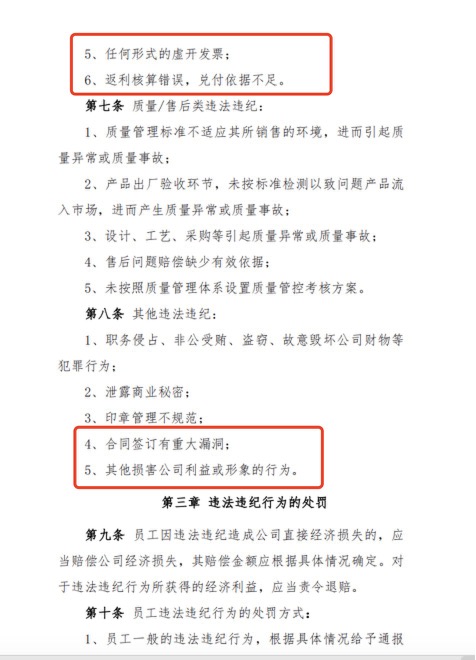 5、任何形式的虚开发票；
6、返利核算错误，兑付依据不足。
第七条 质量/售后类违法违纪：
1、质量管理标准不适应其所销售的环境，进而引起质
量异常或质量事故；
2、产品出厂验收环节，未按标准检测以致问题产品流
入市场，进而产生质量异常或质量事故；
3、设计、工艺、采购等引起质量异常或质量事故；
4、售后问题赔偿缺少有效依据；
5、未按照质量管理体系设置质量管控考核方案。
第八条 其他违法违纪：
1、职务侵占、非公受贿、盗窃、故意毁坏公司财物等
犯罪行为；
2、泄露商业秘密；
3、印章管理不规范；
4、合同签订有重大漏洞；
5、其他损害公司利益或形象的行为。
第三章 违法违纪行为的处罚
第九条 员工因违法违纪造成公司直接经济损失的，应
当赔偿公司经济损失，其赔偿金额应根据具体情况确定。对
于违法违纪行为所获得的经济利益，应当责令退赔。
第十条 员工违法违纪行为的处罚方式：
1、员工一般的违法违纪行为，根据具体情况给予通报